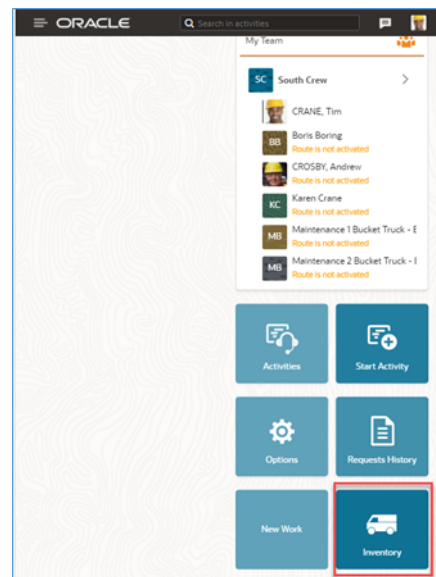 ORACLE
Search in activities
My Team
SC South Crew
CRANE, Tim
BB Boris Boring
Route is not activated
CROSBY, Andrew
Route is not activated
KC Karen Crane
Route is not activated
MB Maintenance 1 Bucket Truck - E
Route is not activated
MB Maintenance 2 Bucket Truck - I
Route is not activated
Activities
Start Activity
Options
Requests History
New Work
Inventory